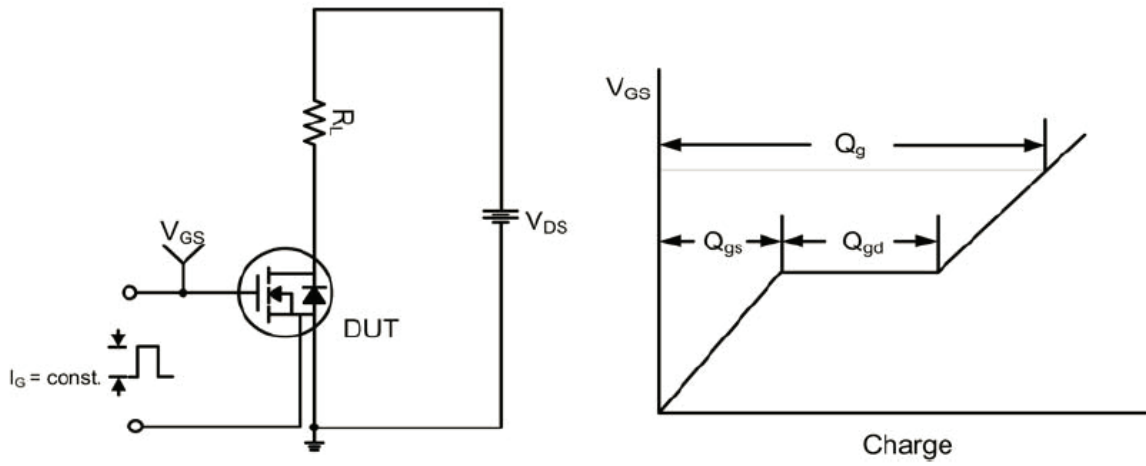 R_L
V_GS
V_DS
DUT
I_G = const.
V_GS
Q_g
Q_gs
Q_gd
Charge